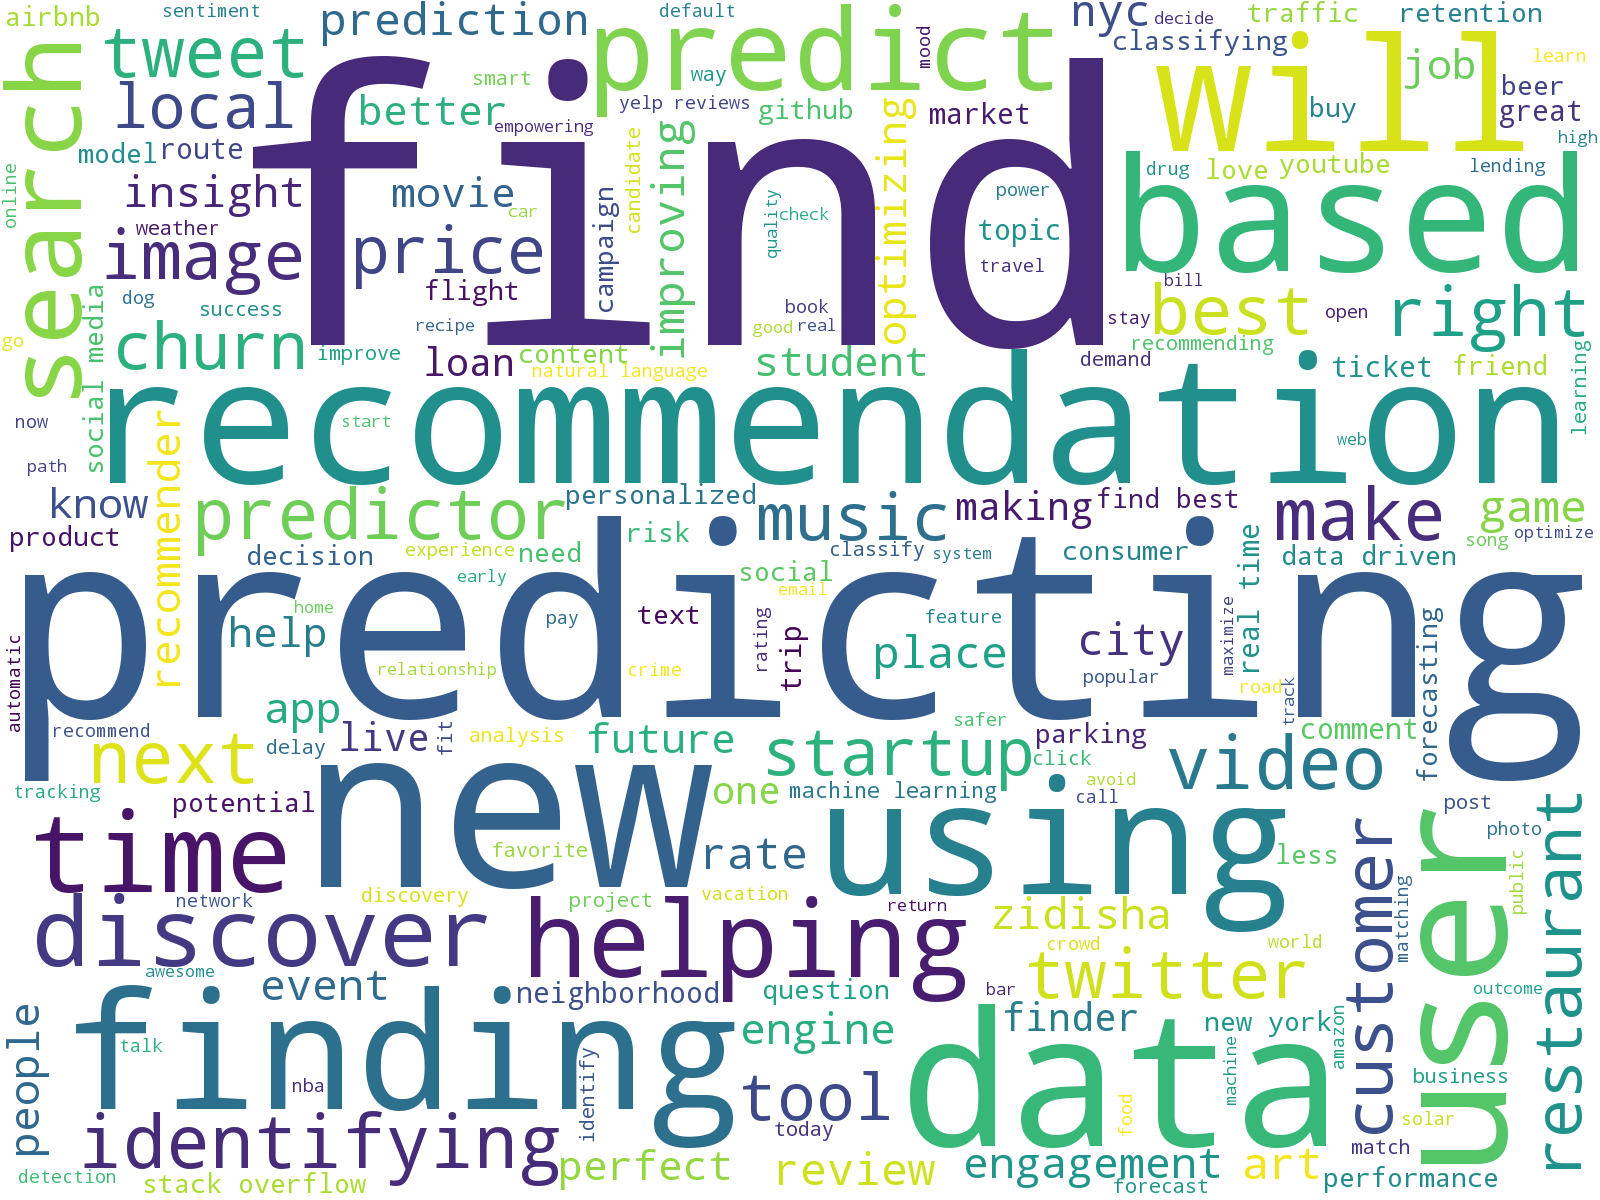 airbnb
sentiment
prediction
default
predict
mood
nyc
decide
traffic
retention
classifying
will
learn
job
tweet
search
find
smart
way
better
local
yelp reviews
github
market
optimizing
buy
beer
great
high
empowering
model
route
improving
candidate
based
drug
love
youtube
lending
online
insight
movie
car
campaign
quality
check
power
topic
travel
weather
image
price
flight
dog
success
recipe
book
good
real
stay
bill
best
open
right
go
social media
churn
improve
loan
content
natural language
student
demand
recommending
ticket
friend
learning
now
recommendation
start
web
path
recommender
know
predictor
personalized
music
making
find best
make
game
product
decision
experience
need
risk
classify
system
consumer
real time
data driven
song
optimize
predicting
early
social
email
home
help
pay
text
rating
trip
feature
place
city
maximize
forecasting
automatic
relationship
crime
popular
road
track
app
recommend
next
delay
live
fit
analysis
future
safer
startup
click
parking
comment
video
tracking
potential
new
one
machine learning
avoid
call
using
user
post
photo
restaurant
time
favorite
rate
less
customer
public
matching
network
discovery
project
vacation
return
discover
helping
zidisha
crowd
world
awesome
event
neighborhood
question
bar
twitter
outcome
people
finding
talk
engine
finder
new york
amazon
data
machine
nba
identify
tool
today
food
business
solar
identifying
match
detection
stack overflow
perfect
review
engagement
forecast
art
performance